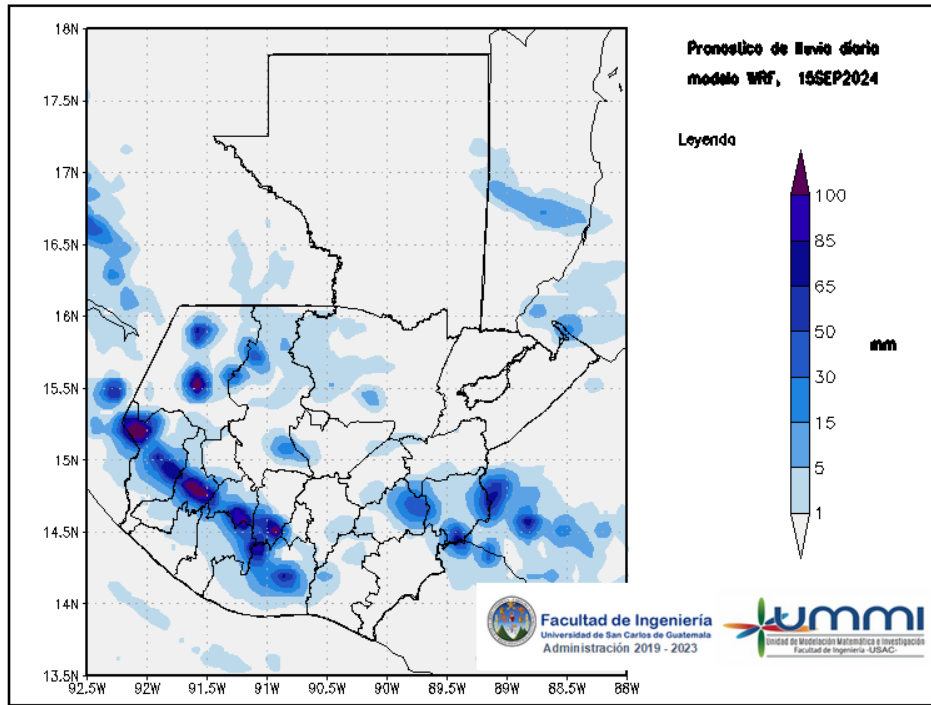 Pronostico de lluvia diaria
modelo WRF, 15SEP2024
Leyenda
100
85
65
50
30
15
5
1
mm
18N
17.5N
17N
16.5N
16N
15.5N
15N
14.5N
14N
13.5N
92.5W
92W
91.5W
91W
90.5W
90W
89.5W
89W
88.5W
88W
Facultad de Ingeniería
Universidad de San Carlos de Guatemala
Administración 2019 - 2023
UMMI
Unidad de Modelación Matemática e Investigación
Facultad de Ingeniería -USAC-